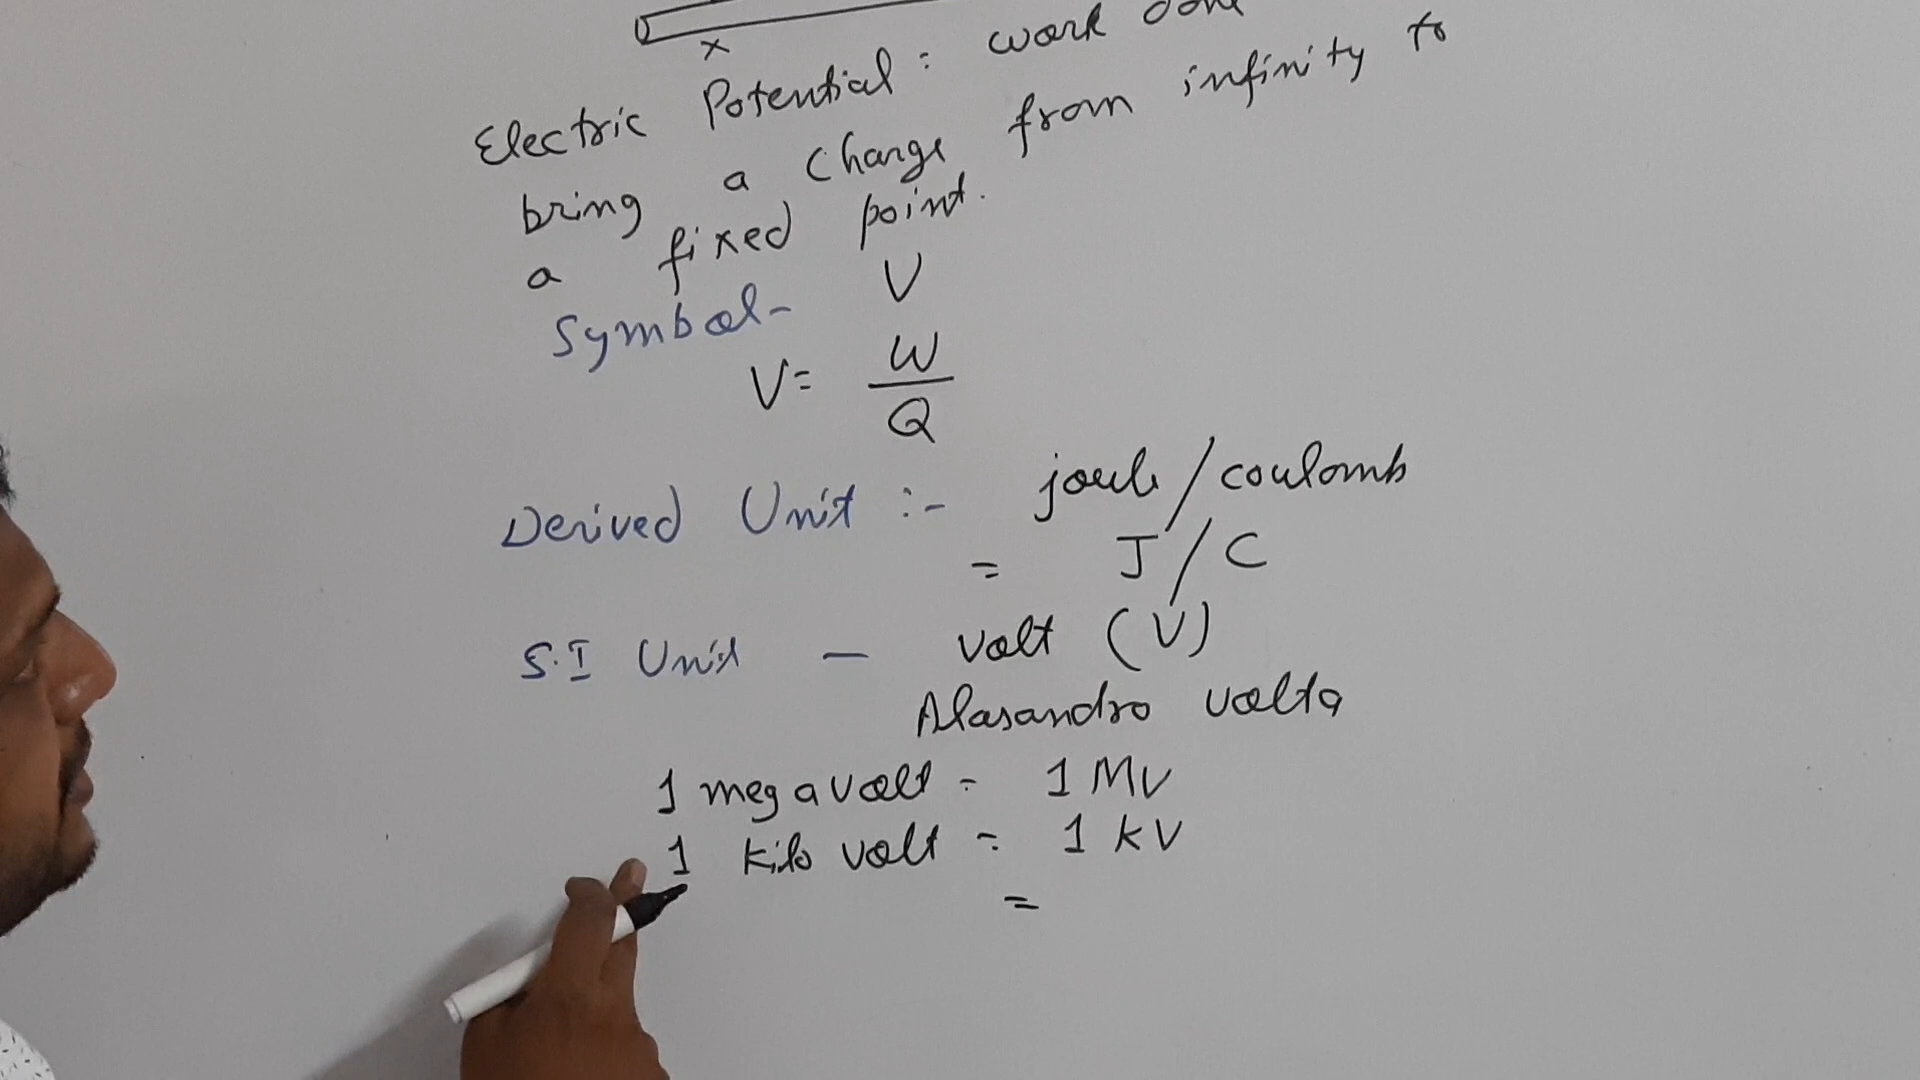 x
Electric Potential : work done
bring a charge from infinity to
a fixed point.
Symbol - V
V = W / Q
Derived Unit :- joule / coulomb
= J / C
S.I Unit — volt (V)
Alasandro volta
1 megavolt = 1 MV
1 kilo volt = 1 kV
=